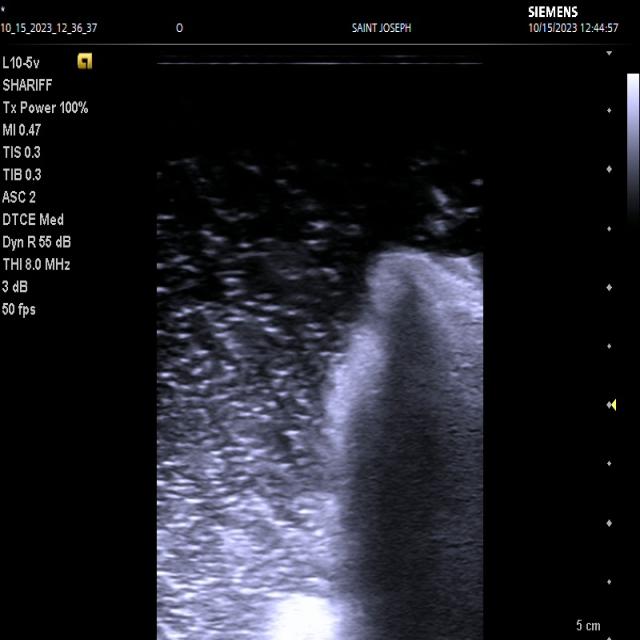 *
SIEMENS
10_15_2023_12_36_37 O SAINT JOSEPH 10/15/2023 12:44:57
L10-5v
SHARIFF
Tx Power 100%
MI 0.47
TIS 0.3
TIB 0.3
ASC 2
DTCE Med
Dyn R 55 dB
THI 8.0 MHz
3 dB
50 fps
5 cm